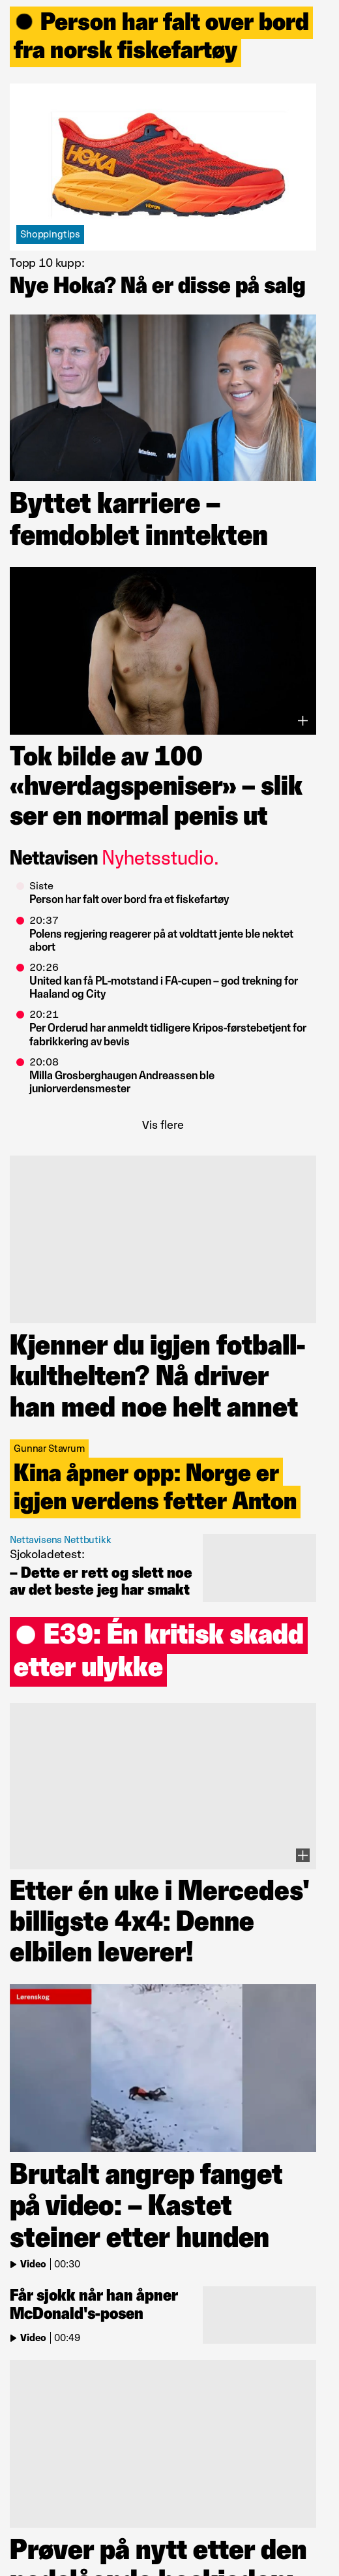 ● Person har falt over bord
fra norsk fiskefartøy
HOKA
vibram
Shoppingtips
Topp 10 kupp:
Nye Hoka? Nå er disse på salg
Nettavisen.
Byttet karriere –
femdoblet inntekten
Tok bilde av 100
«hverdagspeniser» – slik
ser en normal penis ut
Nettavisen Nyhetsstudio.
Siste
Person har falt over bord fra et fiskefartøy
20:37
Polens regjering reagerer på at voldtatt jente ble nektet
abort
20:26
United kan få PL-motstand i FA-cupen – god trekning for
Haaland og City
20:21
Per Orderud har anmeldt tidligere Kripos-førstebetjent for
fabrikkering av bevis
20:08
Milla Grosberghaugen Andreassen ble
juniorverdensmester
Vis flere
Kjenner du igjen fotball-
kulthelten? Nå driver
han med noe helt annet
Gunnar Stavrum
Kina åpner opp: Norge er
igjen verdens fetter Anton
Nettavisens Nettbutikk
Sjokoladetest:
– Dette er rett og slett noe
av det beste jeg har smakt
● E39: Én kritisk skadd
etter ulykke
Etter én uke i Mercedes'
billigste 4x4: Denne
elbilen leverer!
Lørenskog
Brutalt angrep fanget
på video: – Kastet
steiner etter hunden
Video | 00:30
Får sjokk når han åpner
McDonald's-posen
Video | 00:49
Prøver på nytt etter den